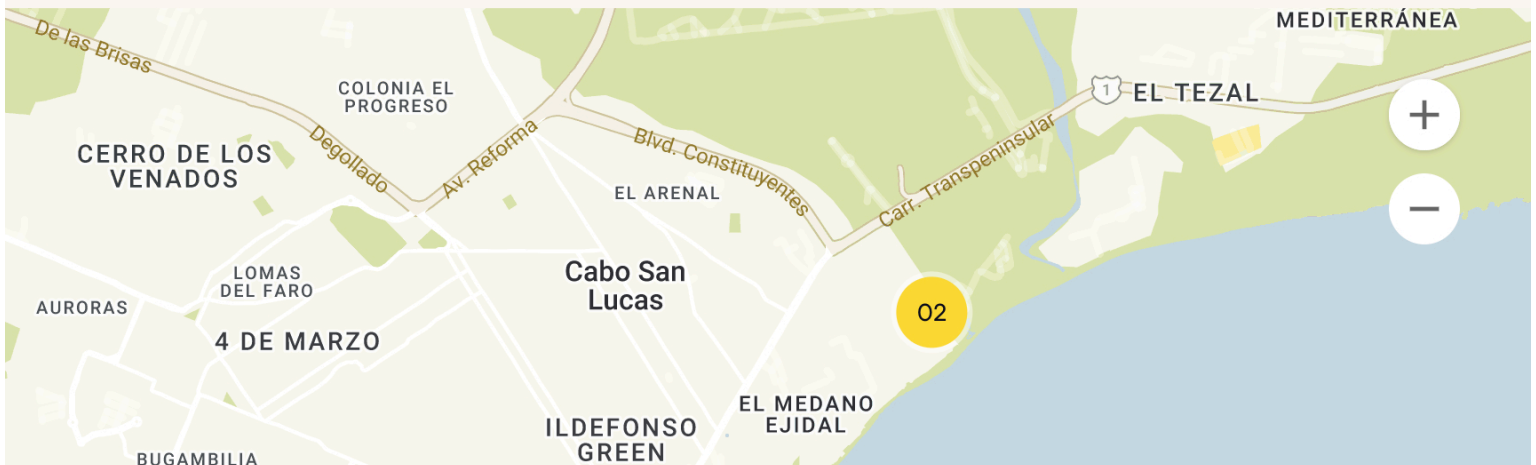 MEDITERRÁNEA
De las Brisas
COLONIA EL
PROGRESO
1
EL TEZAL
+
Degollado
Av. Reforma
Blvd. Constituyentes
Carr. Transpeninsular
CERRO DE LOS
VENADOS
EL ARENAL
−
Cabo San
Lucas
LOMAS
DEL FARO
AURORAS
02
4 DE MARZO
EL MEDANO
EJIDAL
ILDEFONSO
GREEN
BUGAMBILIA